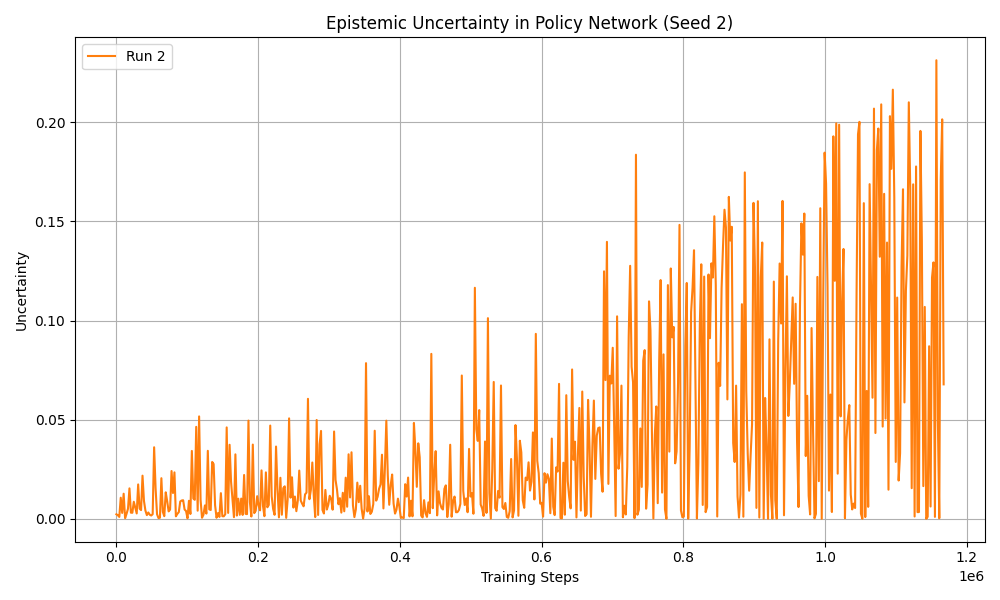 Epistemic Uncertainty in Policy Network (Seed 2)
Run 2
Uncertainty
0.20
0.15
0.10
0.05
0.00
0.0 0.2 0.4 0.6 0.8 1.0 1.2
1e6
Training Steps